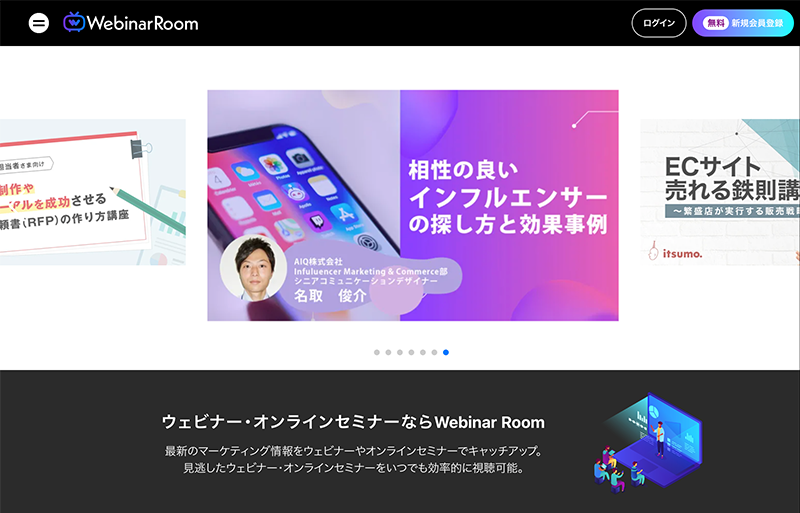 WebinarRoom
ログイン
無料 新規会員登録
担当者さま向け
制作や
ールを成功させる
頼書(RFP)の作り方講座
相性の良い
インフルエンサー
の探し方と効果事例
AIQ株式会社
Infuluencer Marketing & Commerce部
シニアコミュニケーションデザイナー
名取 俊介
ECサイト
売れる鉄則講
〜繁盛店が実行する販売戦
itsumo.
ウェビナー・オンラインセミナーならWebinar Room
最新のマーケティング情報をウェビナーやオンラインセミナーでキャッチアップ。
見逃したウェビナー・オンラインセミナーをいつでも効率的に視聴可能。